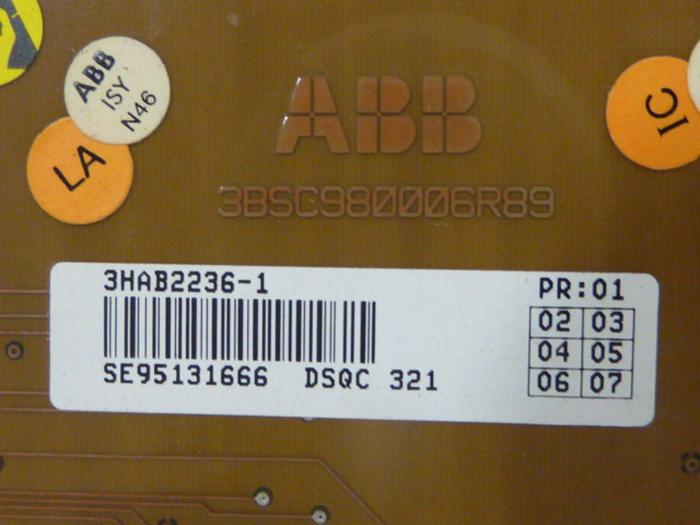 ABB
ISY
N46
LA
ABB
IC
3BSC980006R89
3HAB2236-1
PR:01
02 03
04 05
06 07
SE95131666 DSQC 321